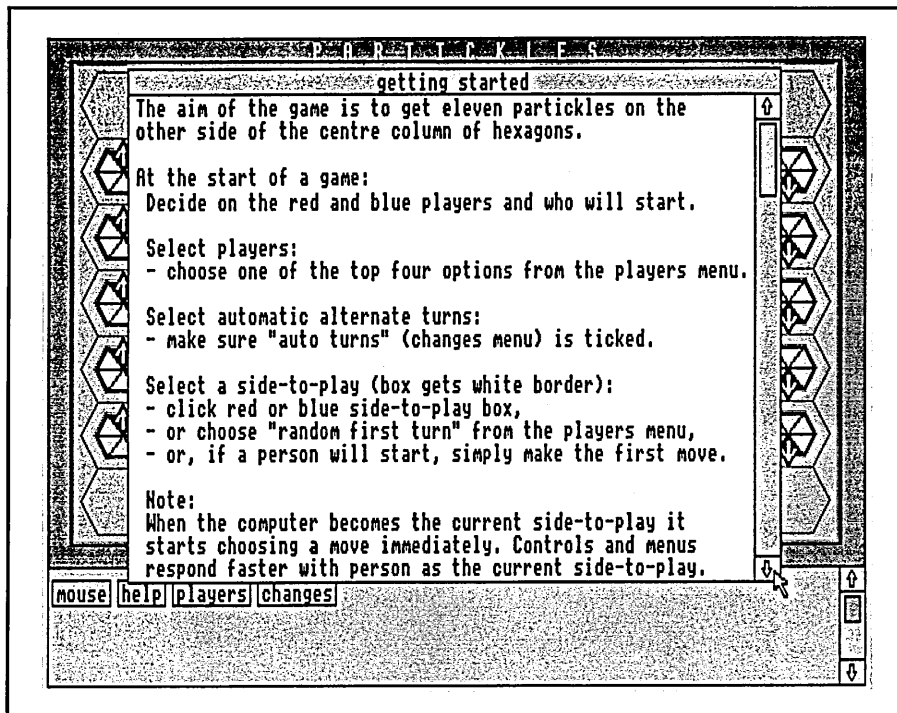 PARTICKLES
getting started
The aim of the game is to get eleven partickles on the
other side of the centre column of hexagons.
At the start of a game:
Decide on the red and blue players and who will start.
Select players:
- choose one of the top four options from the players menu.
Select automatic alternate turns:
- make sure "auto turns" (changes menu) is ticked.
Select a side-to-play (box gets white border):
- click red or blue side-to-play box,
- or choose "random first turn" from the players menu,
- or, if a person will start, simply make the first move.
Note:
When the computer becomes the current side-to-play it
starts choosing a move immediately. Controls and menus
respond faster with person as the current side-to-play.
mouse help players changes